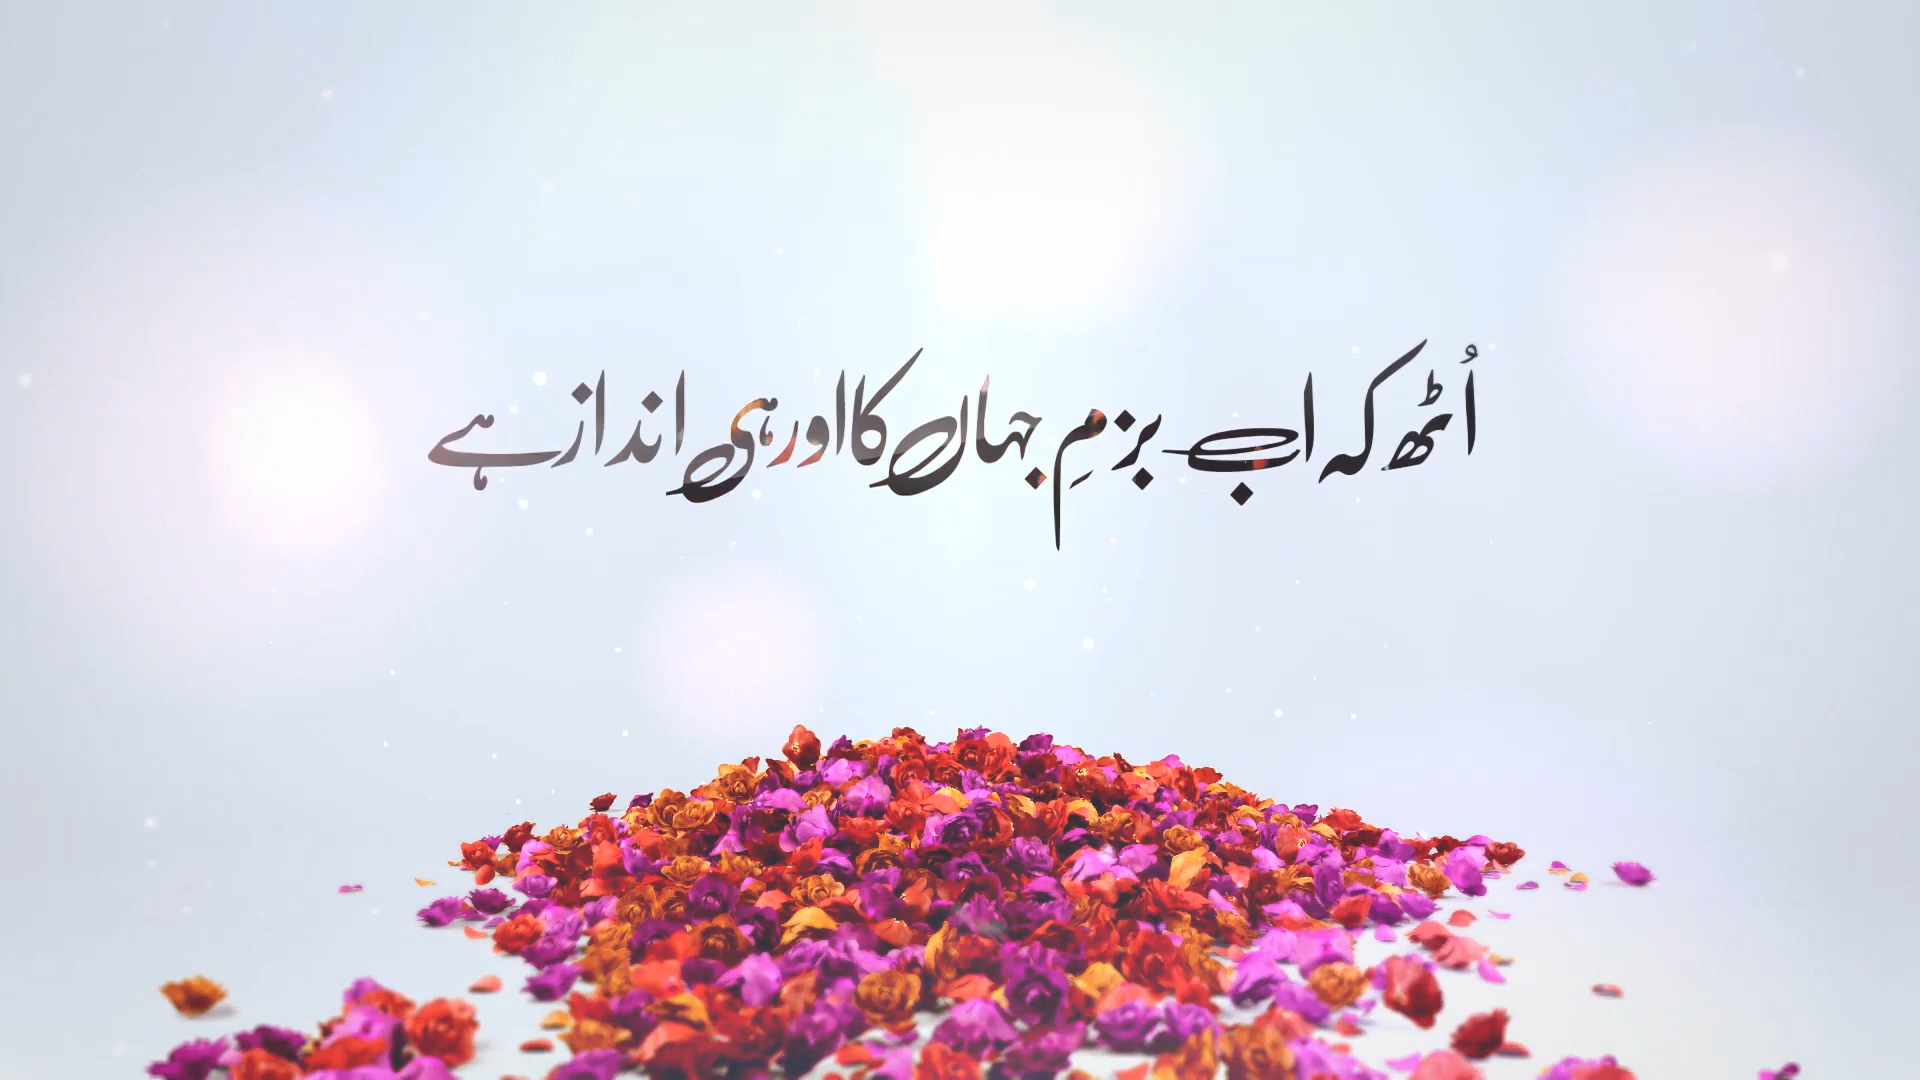 اُٹھ کہ اب بزمِ جہاں کا اور ہی انداز ہے